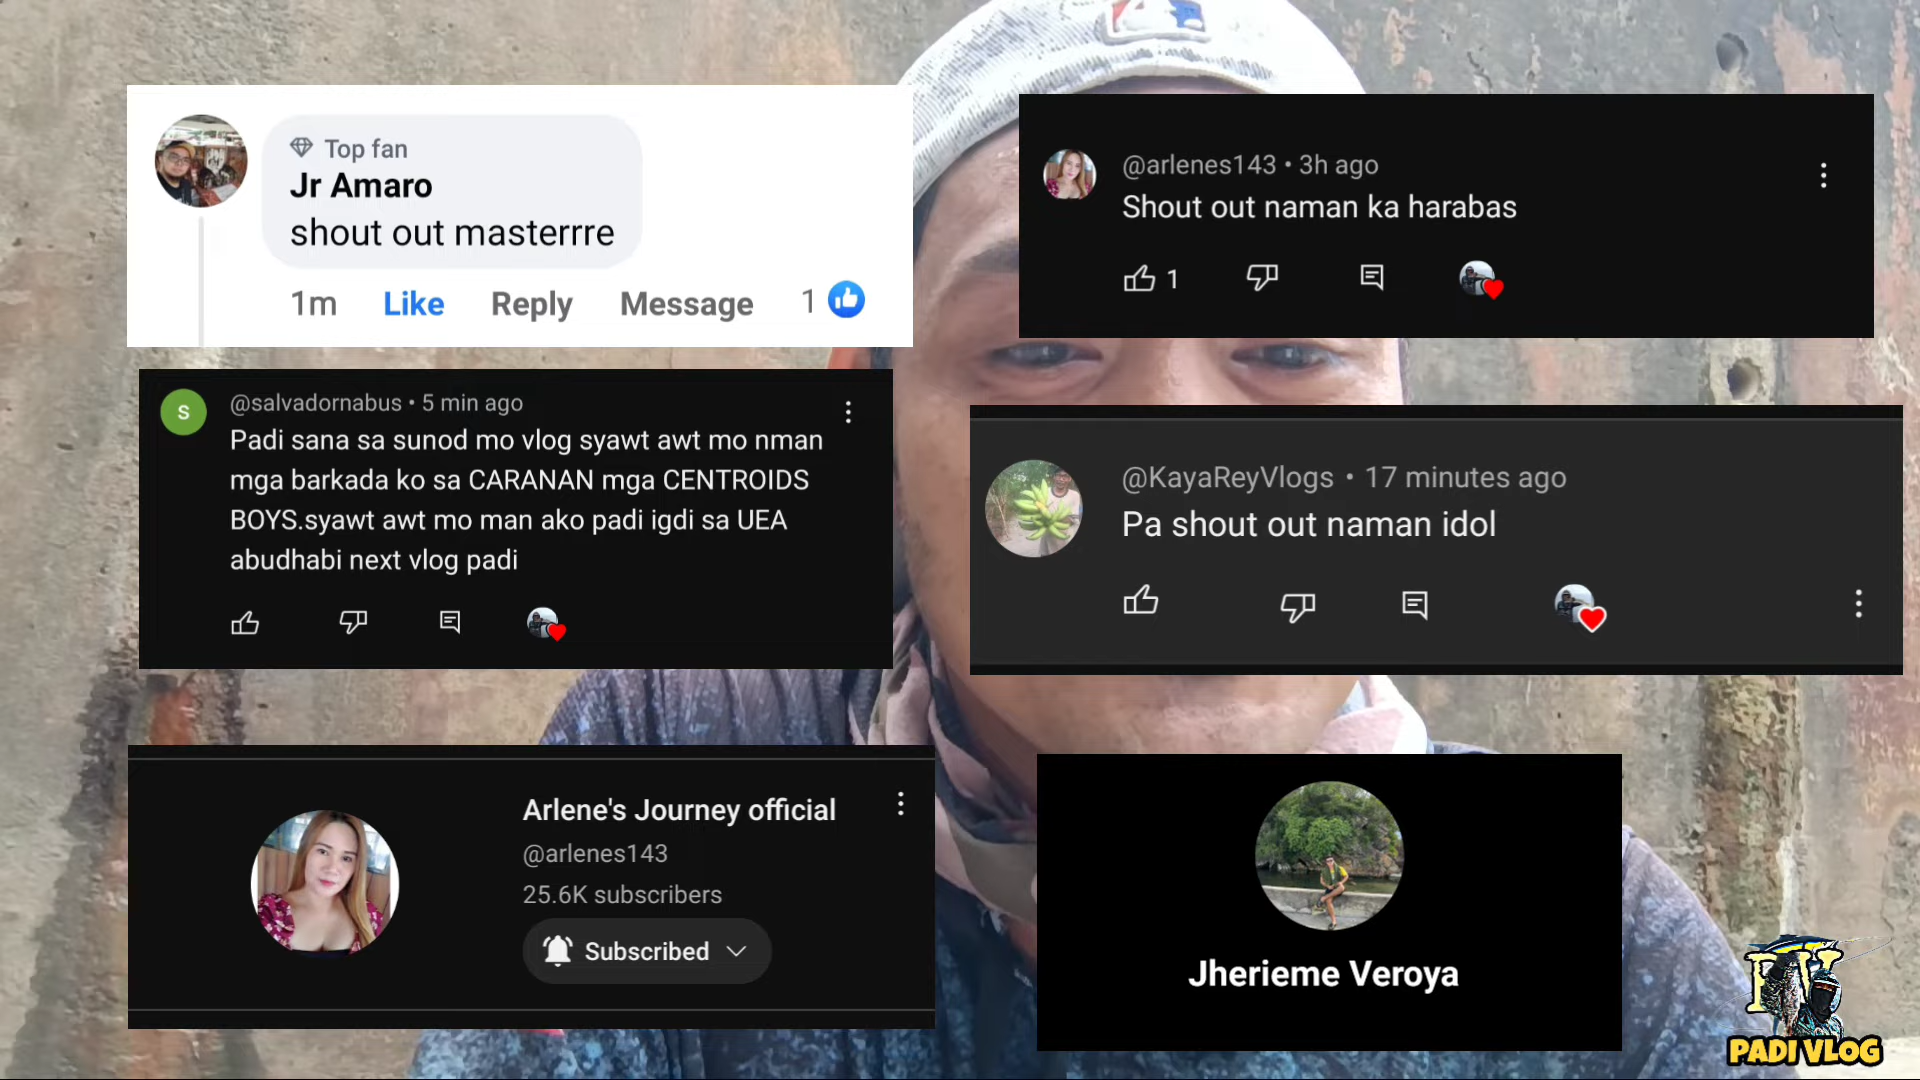 Top fan
Jr Amaro
shout out masterrre
1m Like Reply Message 1
@arlenes143 • 3h ago
Shout out naman ka harabas
1
S
@salvadornabus • 5 min ago
Padi sana sa sunod mo vlog syawt awt mo nman
mga barkada ko sa CARANAN mga CENTROIDS
BOYS.syawt awt mo man ako padi igdi sa UEA
abudhabi next vlog padi
@KayaReyVlogs • 17 minutes ago
Pa shout out naman idol
Arlene's Journey official
@arlenes143
25.6K subscribers
Subscribed
Jherieme Veroya
PV
PADI VLOG